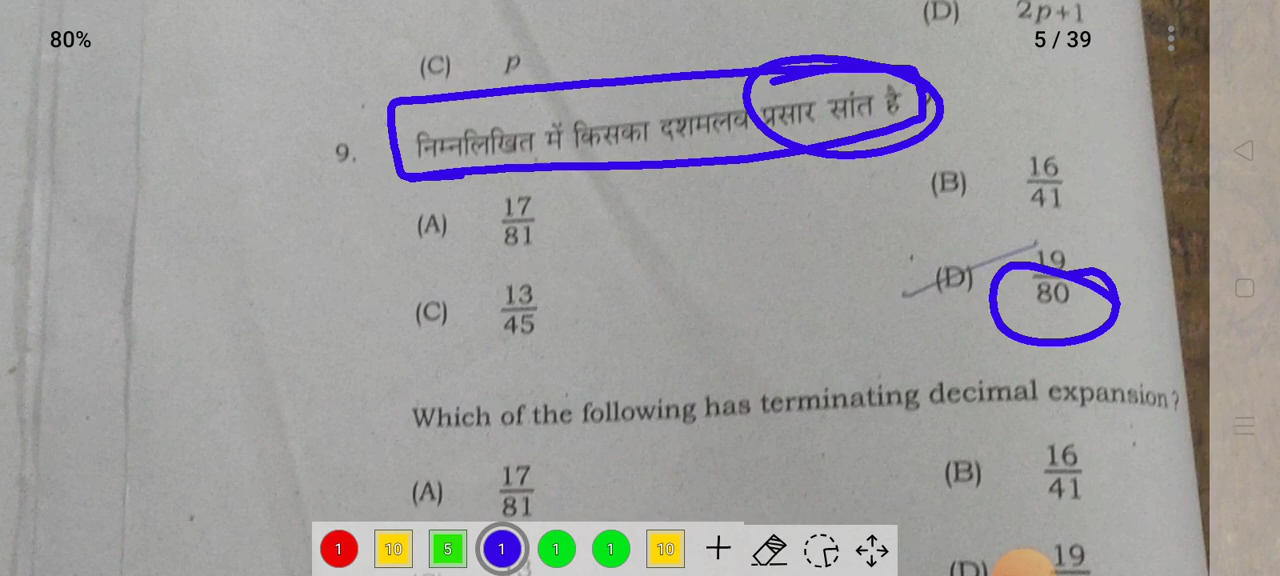 80%
(D) 2p+1
5 / 39
(C) p
9. निम्नलिखित में किसका दशमलव प्रसार सांत है ?
(A) 17/81 (B) 16/41
(C) 13/45 (D) 19/80
Which of the following has terminating decimal expansion?
(A) 17/81 (B) 16/41
1 10 5 1 1 1 10
(D) 19